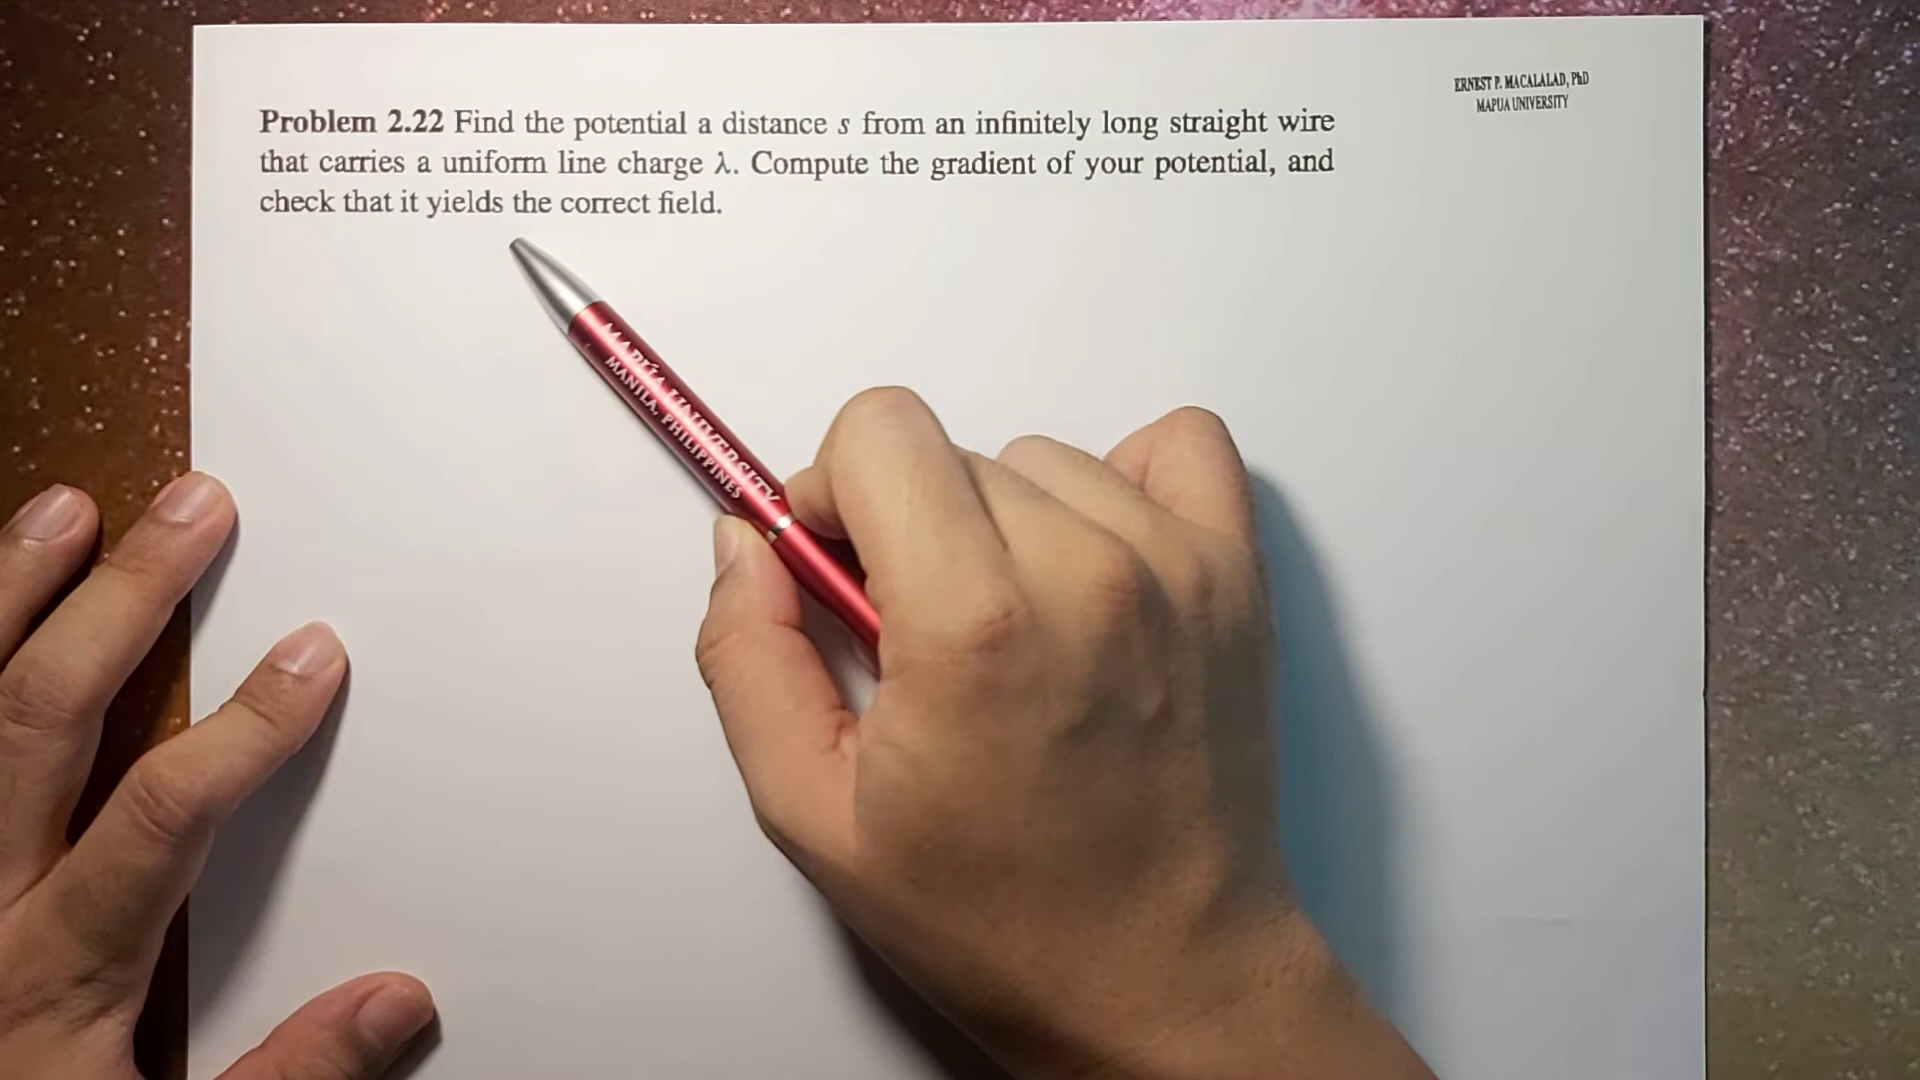 ERNEST P. MACALALAD, PhD
MAPUA UNIVERSITY
Problem 2.22 Find the potential a distance s from an infinitely long straight wire
that carries a uniform line charge λ. Compute the gradient of your potential, and
check that it yields the correct field.
MAPÚA UNIVERSITY
MANILA, PHILIPPINES